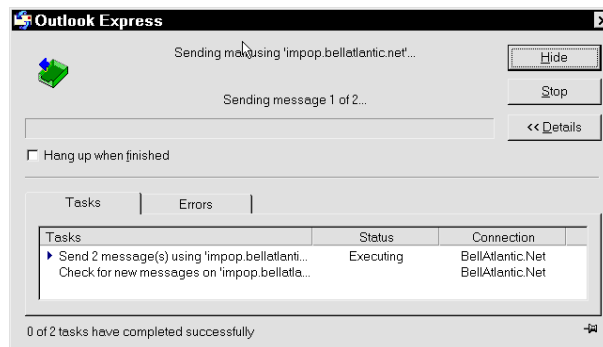 Outlook Express
Sending mail using 'impop.bellatlantic.net'...
Hide
Sending message 1 of 2...
Stop
<< Details
Hang up when finished
Tasks Errors
Tasks Status Connection
Send 2 message(s) using 'impop.bellatlanti... Executing BellAtlantic.Net
Check for new messages on 'impop.bellatla... BellAtlantic.Net
0 of 2 tasks have completed successfully